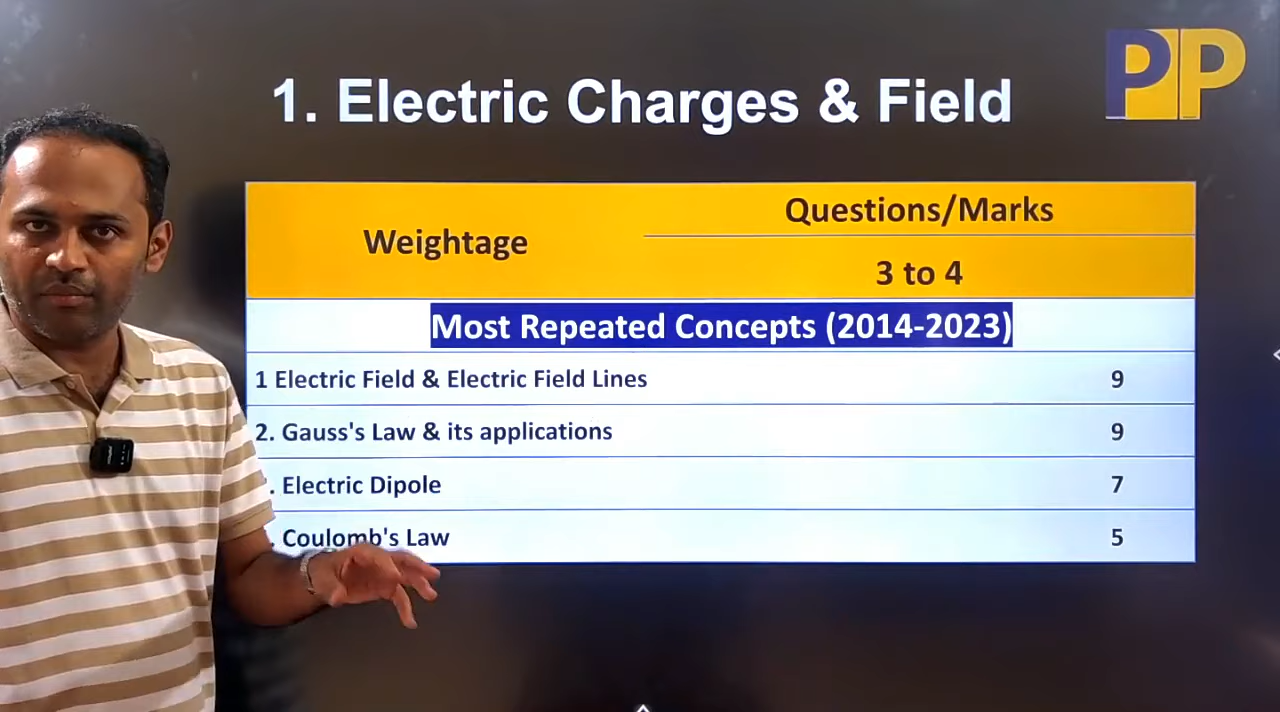 PP
1. Electric Charges & Field
Weightage
Questions/Marks
3 to 4
Most Repeated Concepts (2014-2023)
1 Electric Field & Electric Field Lines 9
2. Gauss's Law & its applications 9
. Electric Dipole 7
. Coulomb's Law 5